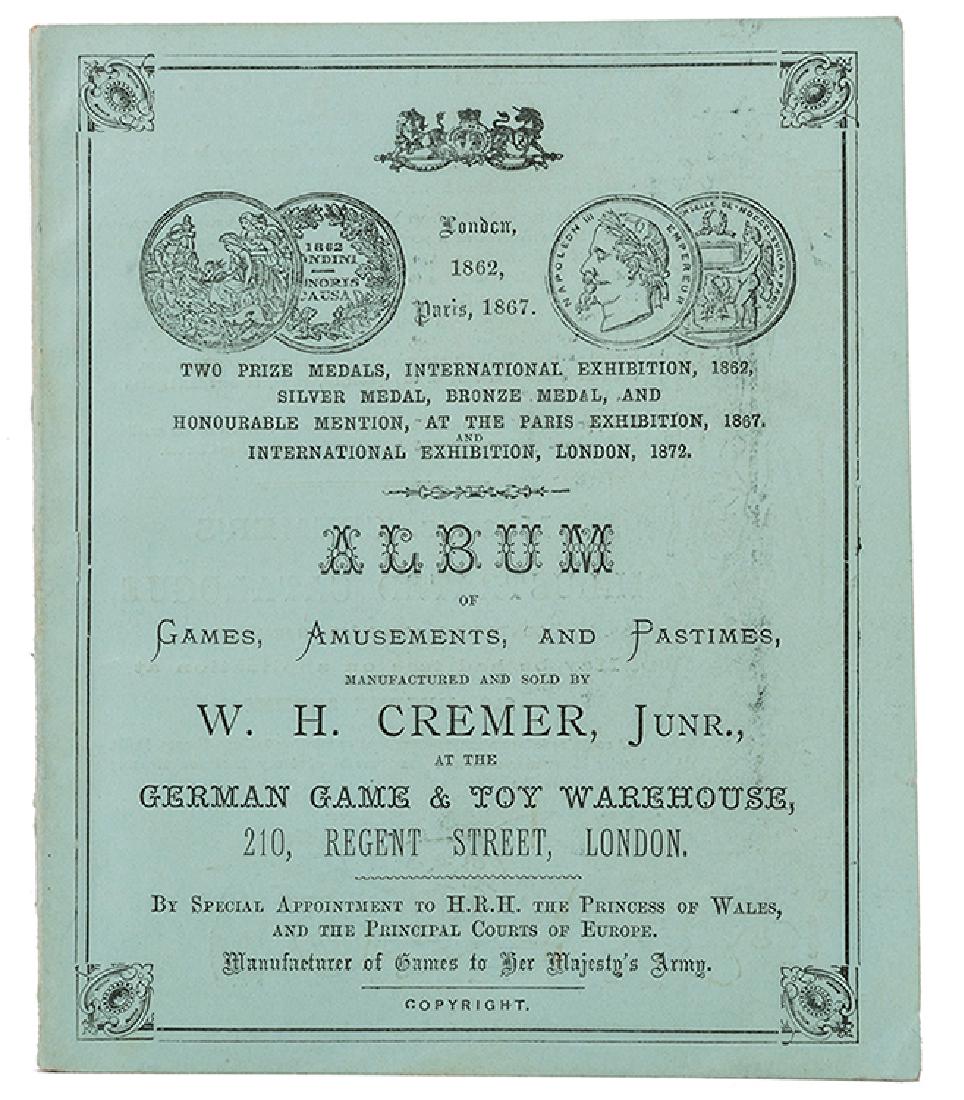 1862
ONDINI
ONORIS
CAUSA
London,
1862,
Paris, 1867.
NAPOLEON III EMPEREUR
TWO PRIZE MEDALS, INTERNATIONAL EXHIBITION, 1862,
SILVER MEDAL, BRONZE MEDAL, AND
HONOURABLE MENTION, AT THE PARIS EXHIBITION, 1867.
AND
INTERNATIONAL EXHIBITION, LONDON, 1872.
ALBUM
OF
GAMES, AMUSEMENTS, AND PASTIMES,
MANUFACTURED AND SOLD BY
W. H. CREMER, JUNR.,
AT THE
GERMAN GAME & TOY WAREHOUSE,
210, REGENT STREET, LONDON.
BY SPECIAL APPOINTMENT TO H.R.H. THE PRINCESS OF WALES,
AND THE PRINCIPAL COURTS OF EUROPE.
Manufacturer of Games to Her Majesty's Army.
COPYRIGHT.